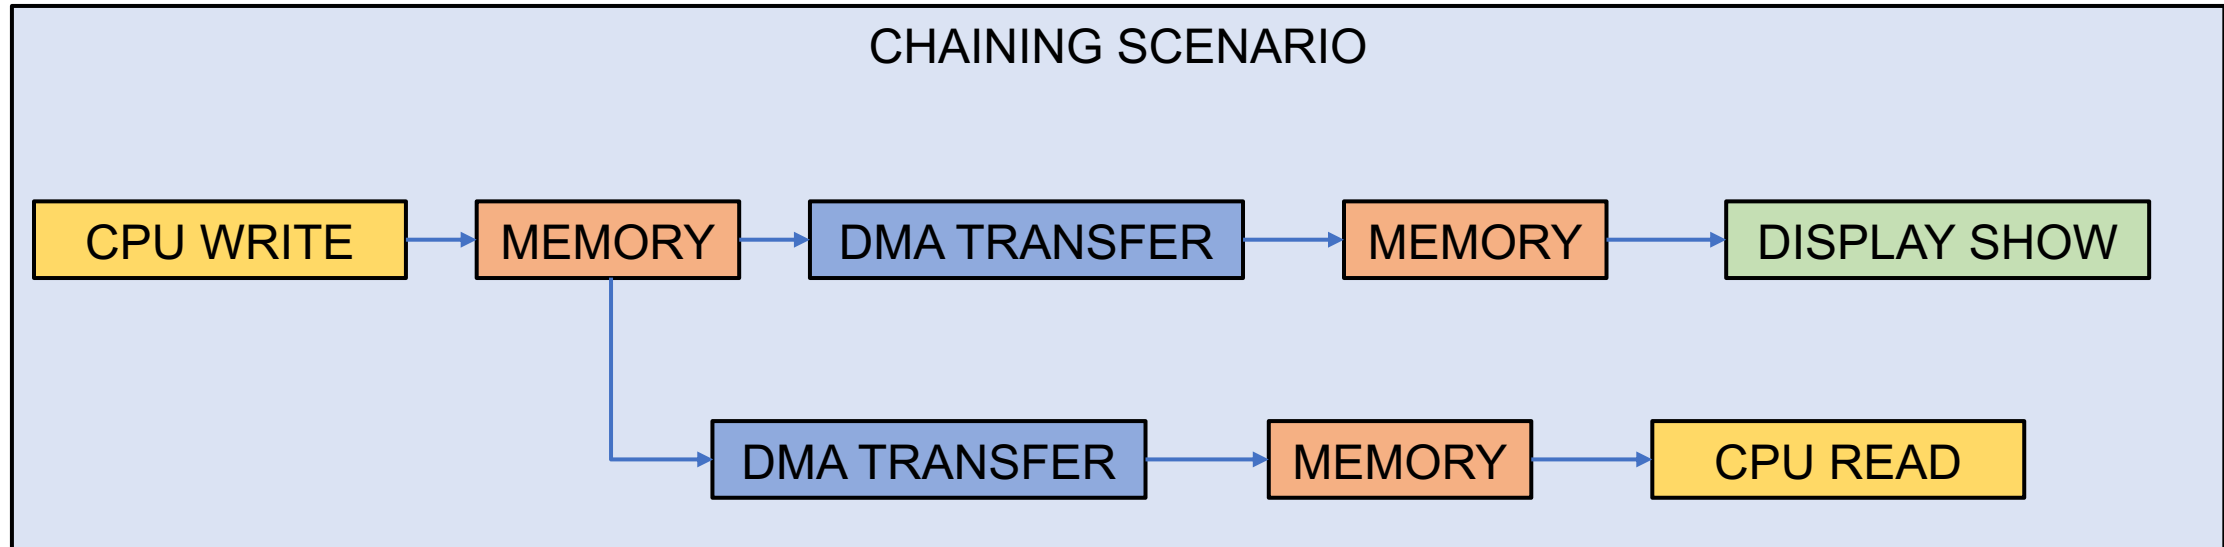 CHAINING SCENARIO
CPU WRITE
MEMORY
DMA TRANSFER
MEMORY
DISPLAY SHOW
DMA TRANSFER
MEMORY
CPU READ